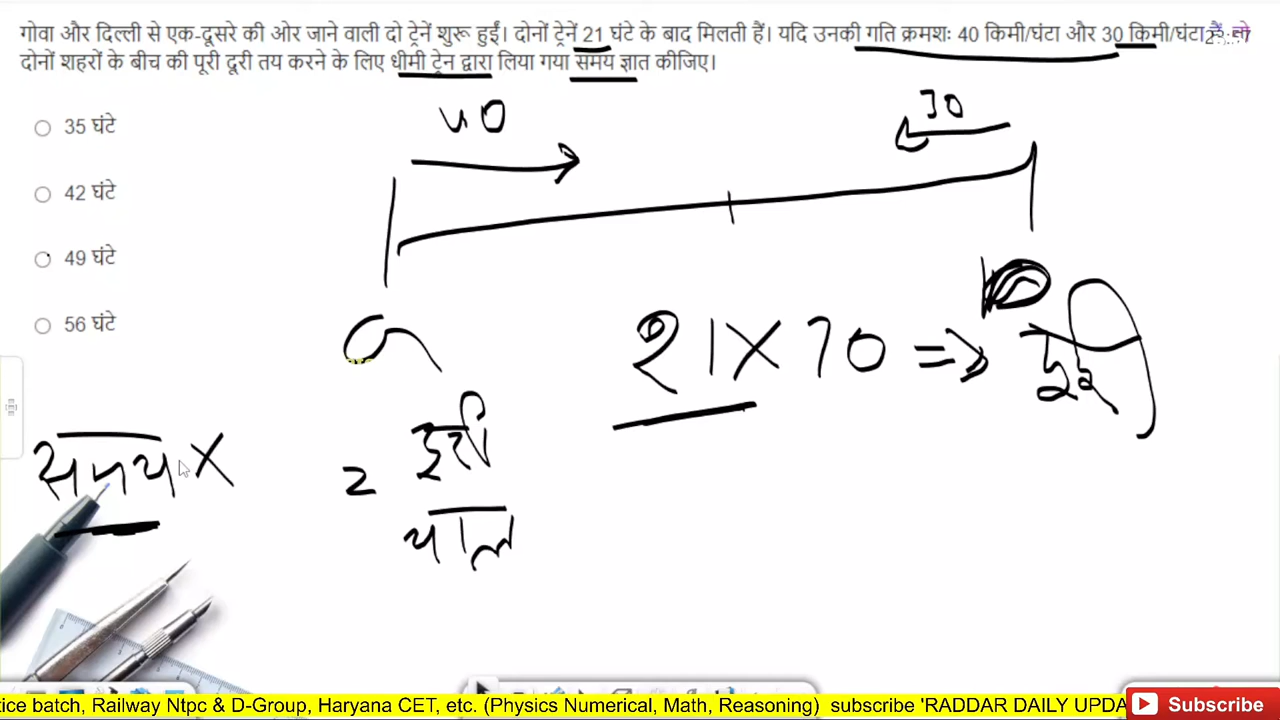 गोवा और दिल्ली से एक-दूसरे की ओर जाने वाली दो ट्रेनें शुरू हुईं। दोनों ट्रेनें 21 घंटे के बाद मिलती हैं। यदि उनकी गति क्रमशः 40 किमी/घंटा और 30 किमी/घंटा हैं, तो
दोनों शहरों के बीच की पूरी दूरी तय करने के लिए धीमी ट्रेन द्वारा लिया गया समय ज्ञात कीजिए।
35 घंटे
42 घंटे
49 घंटे
56 घंटे
40
30
21 X 70 =>
समय X
= दूरी
चाल
tice batch, Railway Ntpc & D-Group, Haryana CET, etc. (Physics Numerical, Math, Reasoning) subscribe 'RADDAR DAILY UPDA
Subscribe